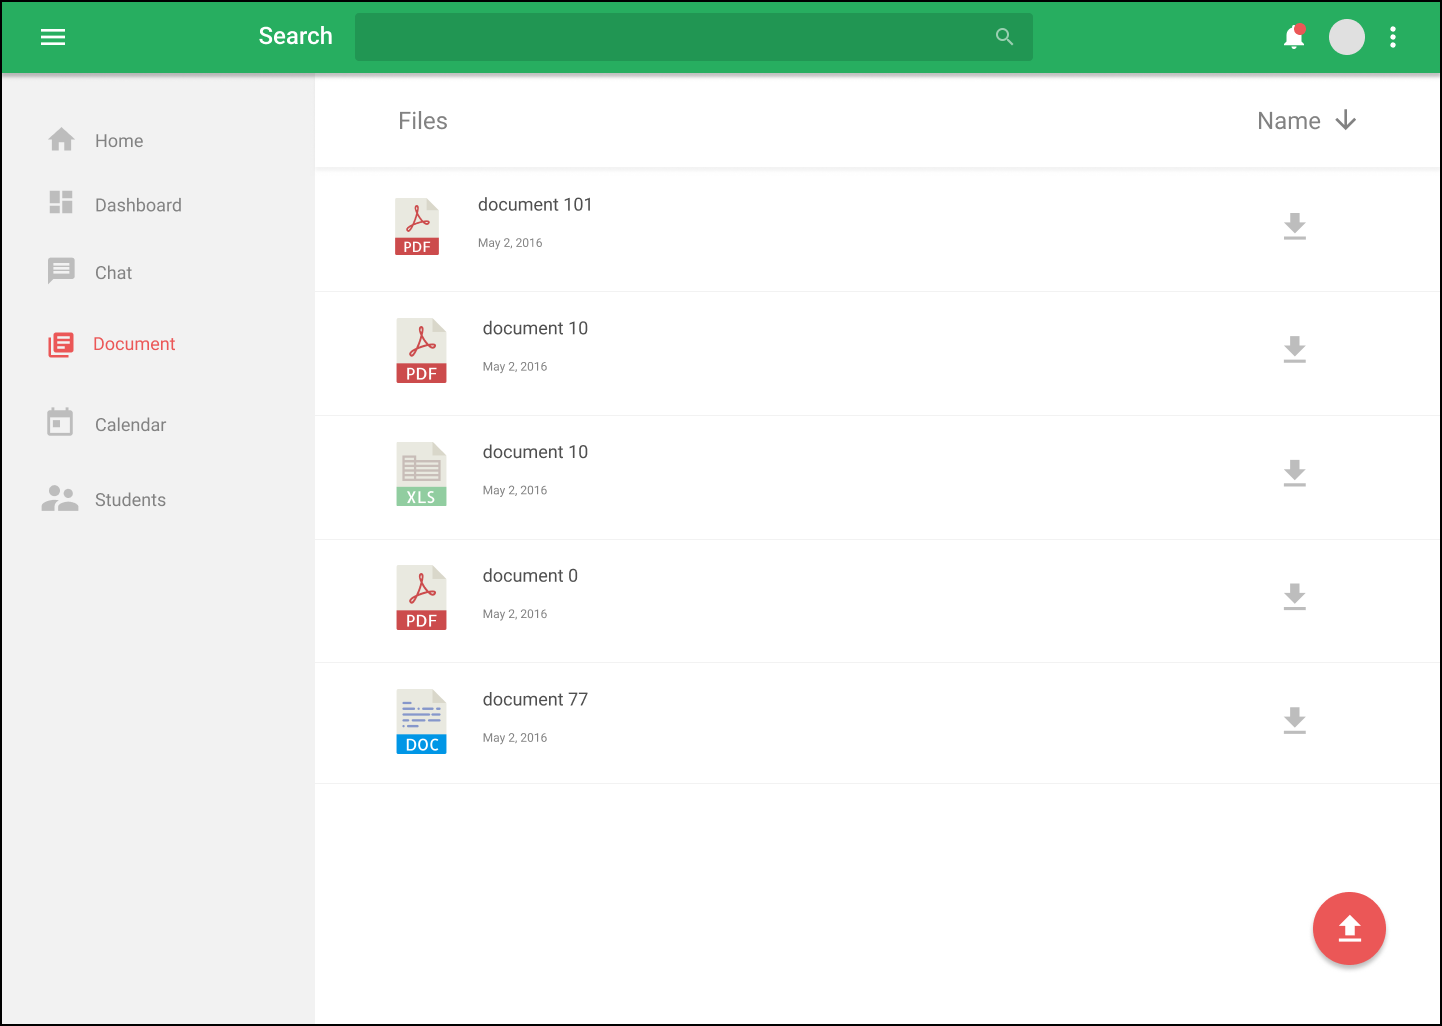 Search
Home
Dashboard
Chat
Document
Calendar
Students
Files
Name
PDF
document 101
May 2, 2016
PDF
document 10
May 2, 2016
XLS
document 10
May 2, 2016
PDF
document 0
May 2, 2016
DOC
document 77
May 2, 2016